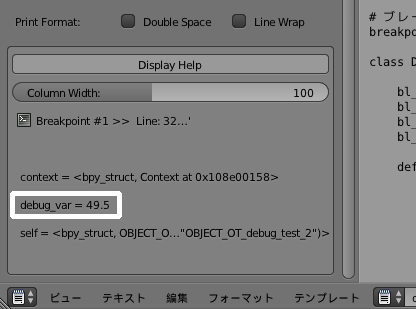 Print Format:
Double Space
Line Wrap
Display Help
Column Width: 100
Breakpoint #1 >> Line: 32...'
context = <bpy_struct, Context at 0x108e00158>
debug_var = 49.5
self = <bpy_struct, OBJECT_O..."OBJECT_OT_debug_test_2")>
ビュー テキスト 編集 フォーマット テンプレート
# ブレー
breakpo
class D
bl_
bl_
bl_
bl_
def